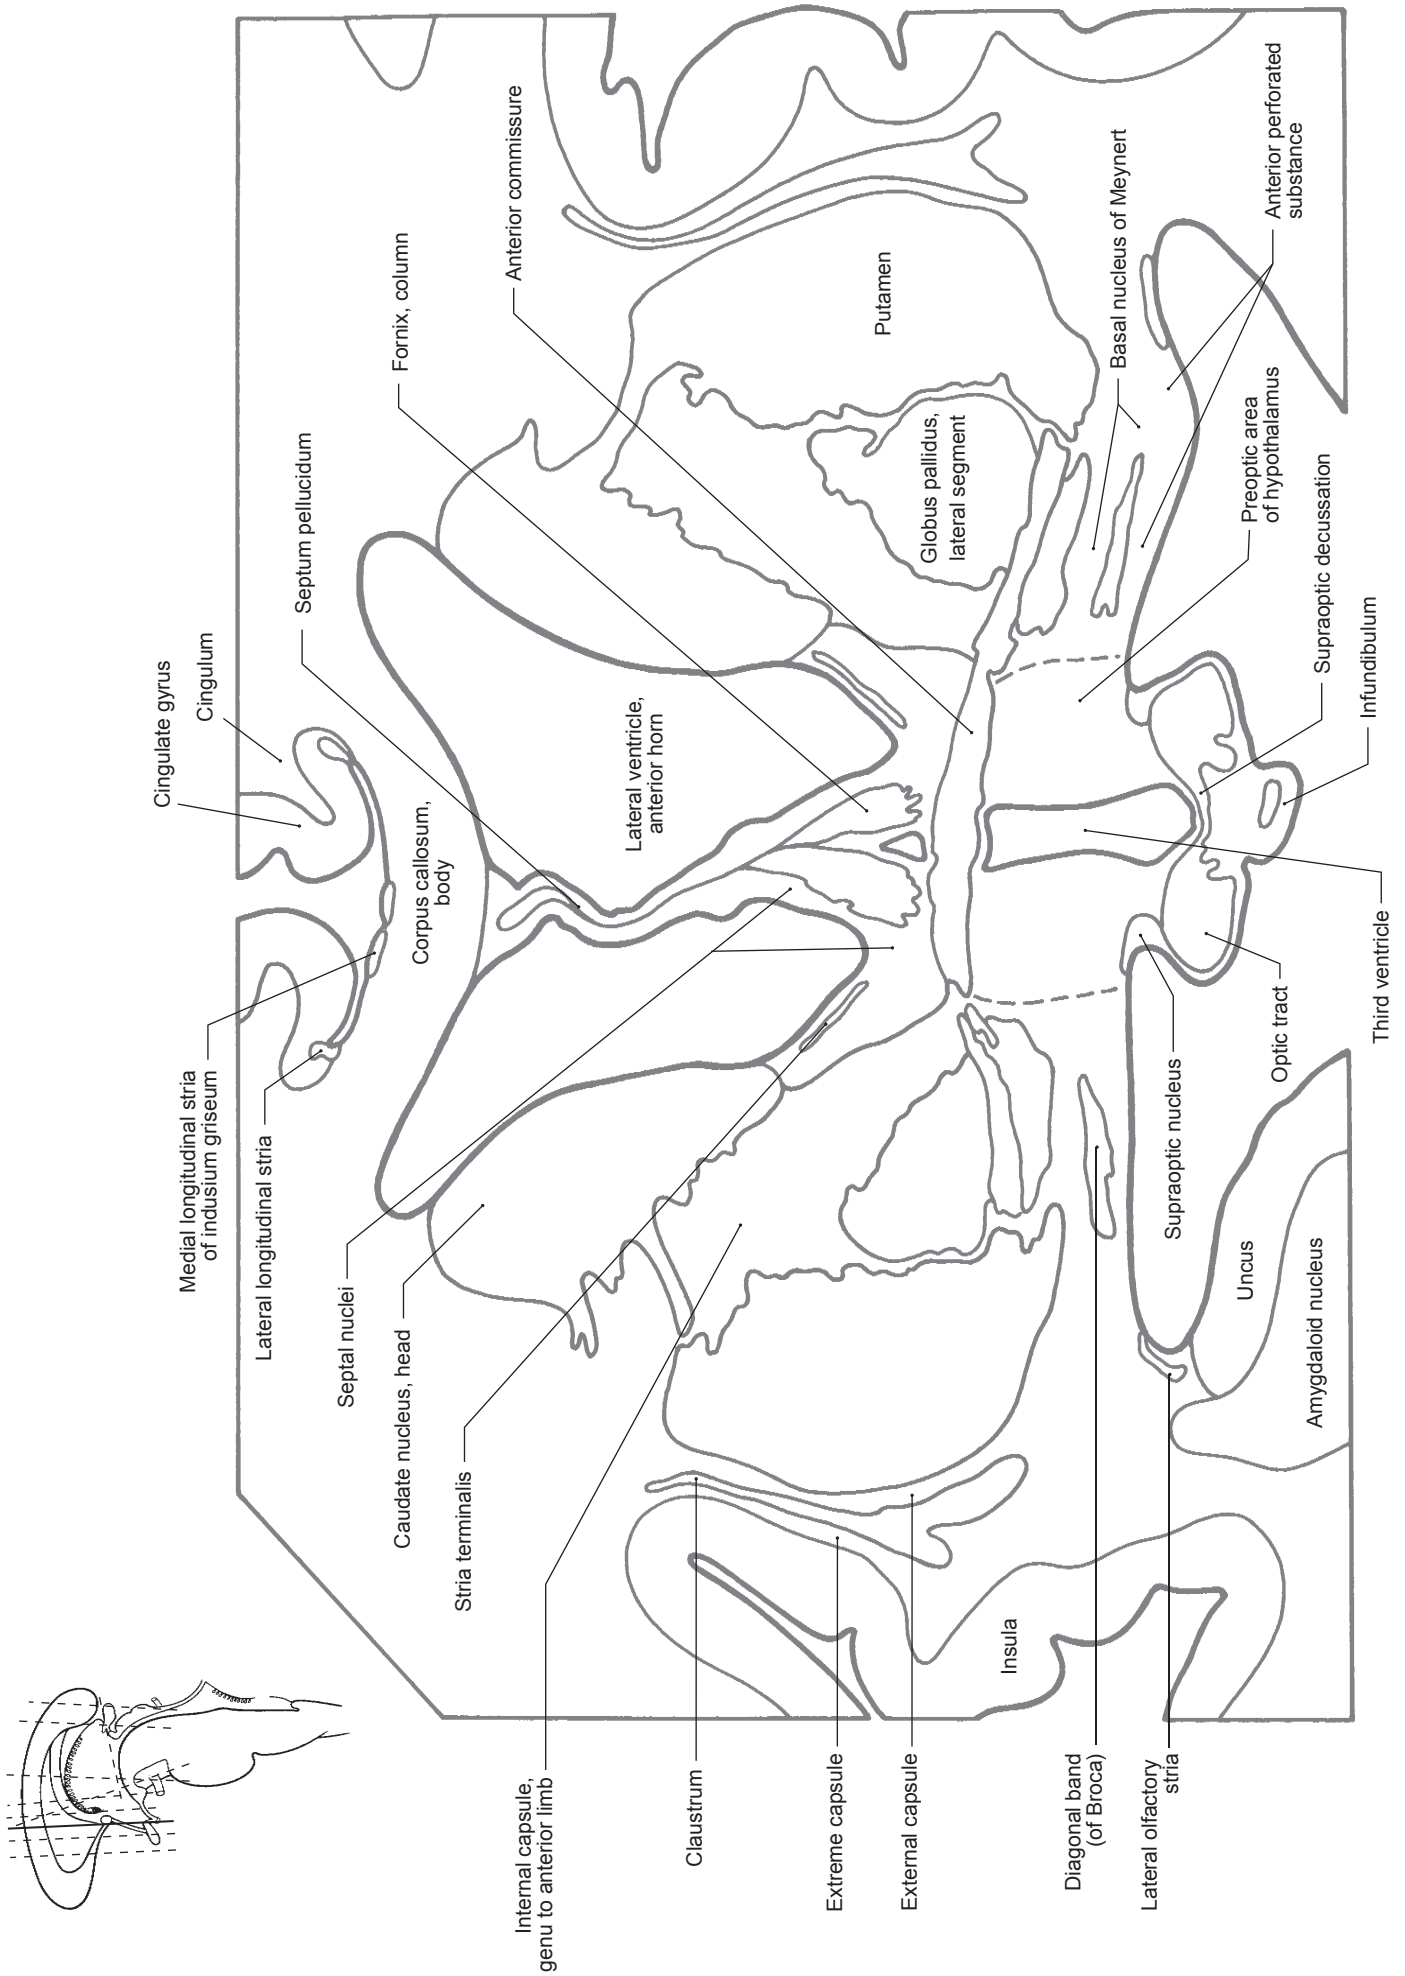 Cingulate gyrus
Cingulum
Septum pellucidum
Fornix, column
Anterior commissure
Medial longitudinal stria
of indusium griseum
Lateral longitudinal stria
Corpus callosum,
body
Lateral ventricle,
anterior horn
Putamen
Globus pallidus,
lateral segment
Basal nucleus of Meynert
Anterior perforated
substance
Preoptic area
of hypothalamus
Supraoptic decussation
Infundibulum
Septal nuclei
Caudate nucleus, head
Stria terminalis
Internal capsule,
genu to anterior limb
Claustrum
Extreme capsule
External capsule
Insula
Diagonal band
(of Broca)
Lateral olfactory
stria
Supraoptic nucleus
Uncus
Amygdaloid nucleus
Optic tract
Third ventricle